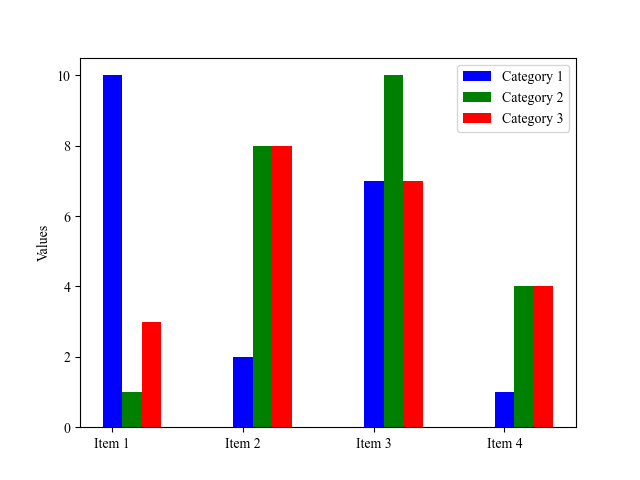 10
8
6
4
2
0
Values
Category 1
Category 2
Category 3
Item 1
Item 2
Item 3
Item 4